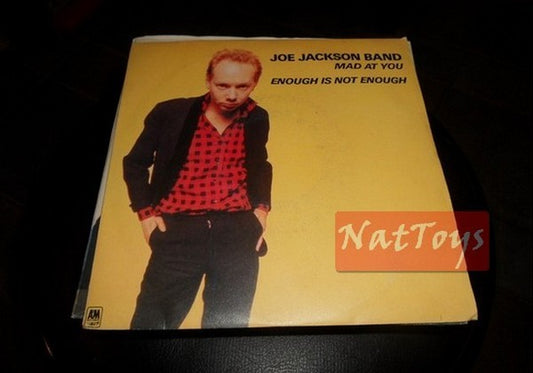 JOE JACKSON BAND
MAD AT YOU
ENOUGH IS NOT ENOUGH
NatToys
A&M